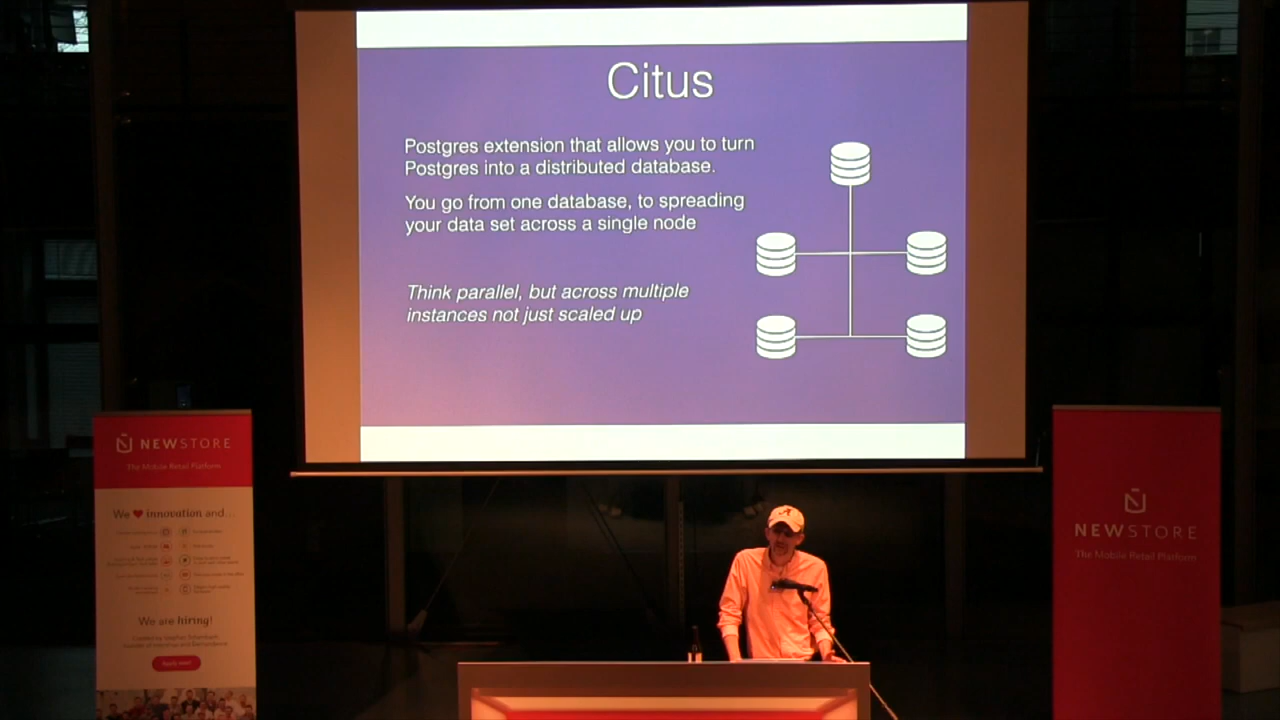 Citus
Postgres extension that allows you to turn
Postgres into a distributed database.
You go from one database, to spreading
your data set across a single node
Think parallel, but across multiple
instances not just scaled up
NEWSTORE
The Mobile Retail Platform
We ❤ innovation and...
We are hiring!
Apply now!
NEWSTORE
The Mobile Retail Platform
A